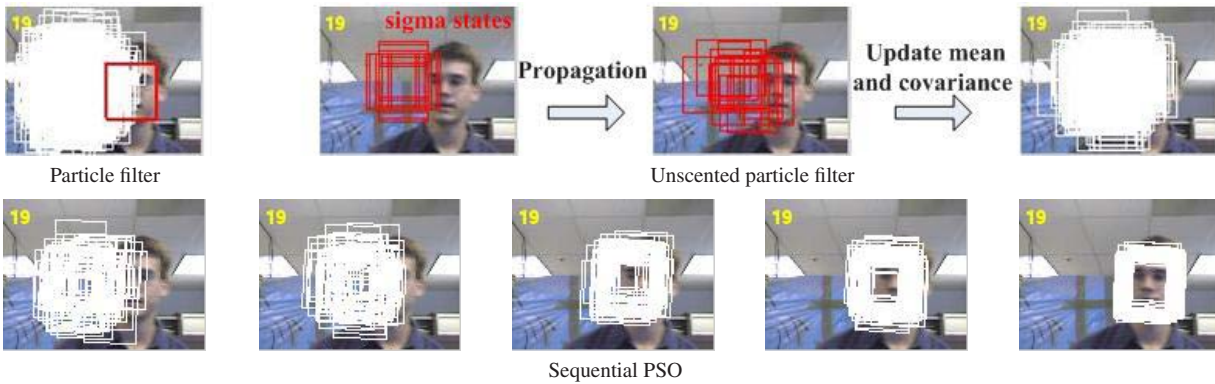 19
sigma states
19
Propagation
19
Update mean
and covariance
19
Particle filter
Unscented particle filter
19
19
19
19
19
Sequential PSO